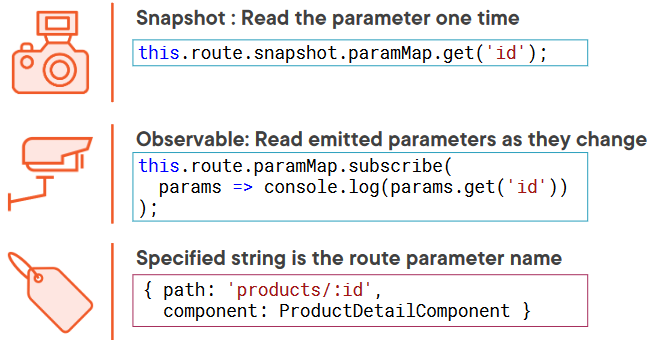 Snapshot : Read the parameter one time
this.route.snapshot.paramMap.get('id');
Observable: Read emitted parameters as they change
this.route.paramMap.subscribe(
params => console.log(params.get('id'))
);
Specified string is the route parameter name
{ path: 'products/:id',
component: ProductDetailComponent }